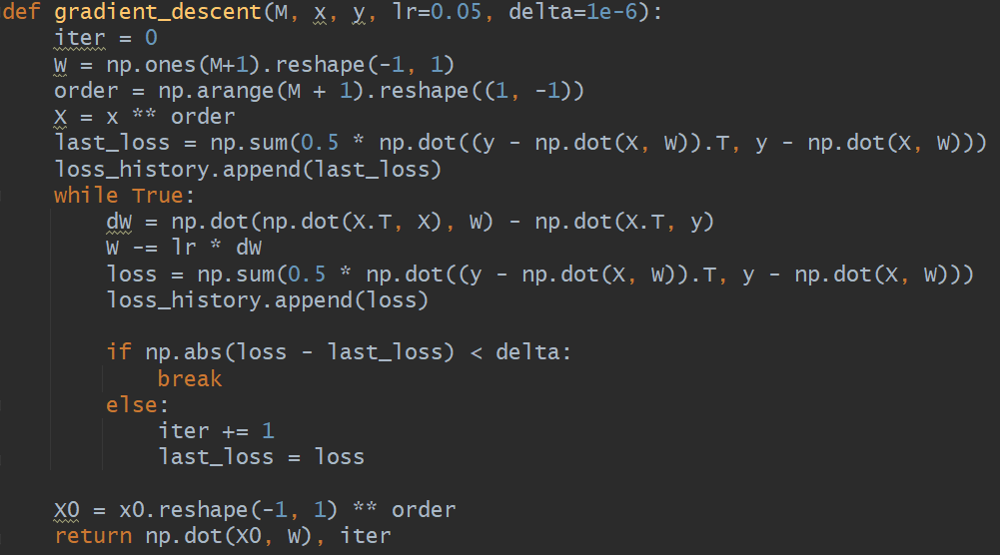 def gradient_descent(M, x, y, lr=0.05, delta=1e-6):
    iter = 0
    W = np.ones(M+1).reshape(-1, 1)
    order = np.arange(M + 1).reshape((1, -1))
    X = x ** order
    last_loss = np.sum(0.5 * np.dot((y - np.dot(X, W)).T, y - np.dot(X, W)))
    loss_history.append(last_loss)
    while True:
        dW = np.dot(np.dot(X.T, X), W) - np.dot(X.T, y)
        W -= lr * dW
        loss = np.sum(0.5 * np.dot((y - np.dot(X, W)).T, y - np.dot(X, W)))
        loss_history.append(loss)
        if np.abs(loss - last_loss) < delta:
            break
        else:
            iter += 1
            last_loss = loss
    X0 = x0.reshape(-1, 1) ** order
    return np.dot(X0, W), iter